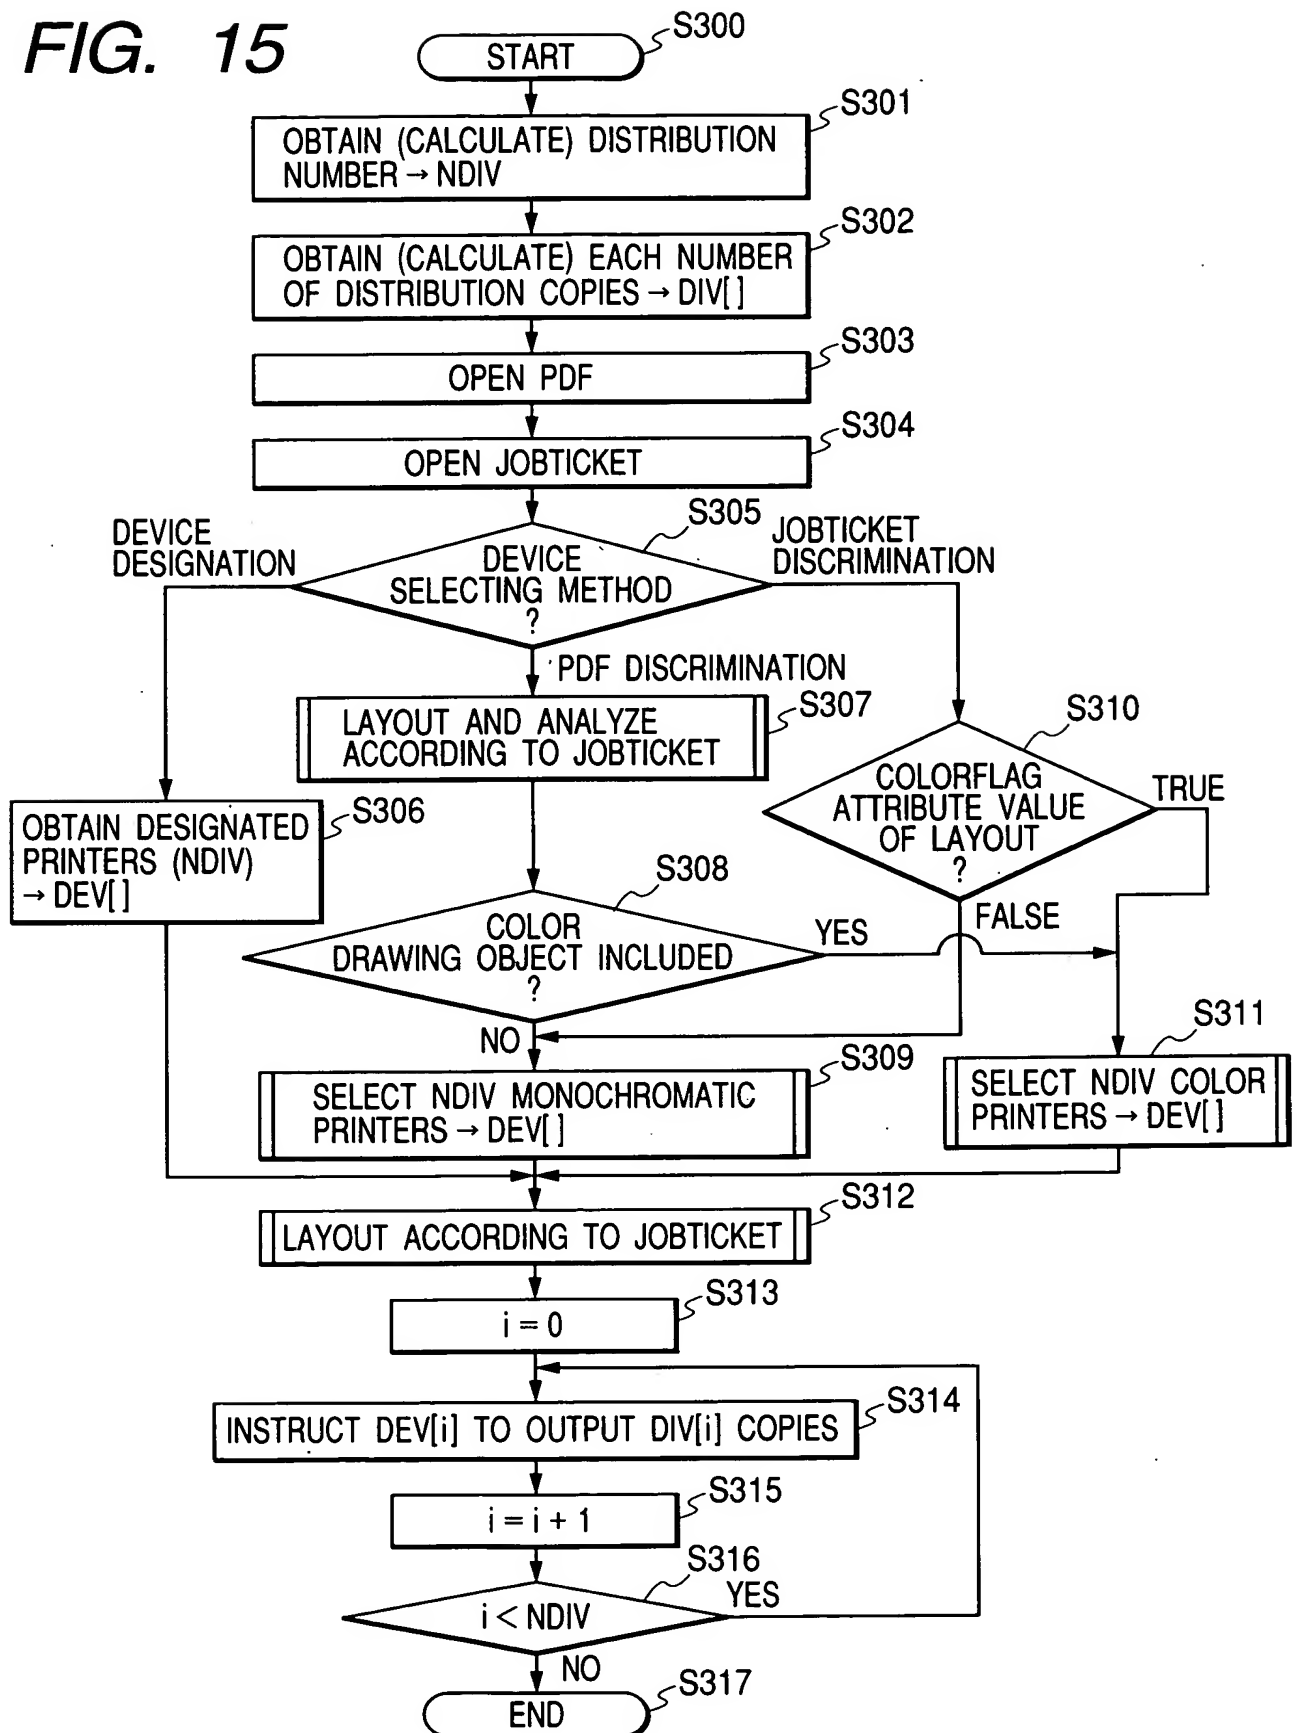 FIG. 15
START
S300
OBTAIN (CALCULATE) DISTRIBUTION
NUMBER → NDIV
S301
OBTAIN (CALCULATE) EACH NUMBER
OF DISTRIBUTION COPIES → DIV[ ]
S302
OPEN PDF
S303
OPEN JOBTICKET
S304
DEVICE
SELECTING METHOD
?
S305
DEVICE
DESIGNATION
JOBTICKET
DISCRIMINATION
PDF DISCRIMINATION
LAYOUT AND ANALYZE
ACCORDING TO JOBTICKET
S307
COLORFLAG
ATTRIBUTE VALUE
OF LAYOUT
?
S310
TRUE
FALSE
OBTAIN DESIGNATED
PRINTERS (NDIV)
→ DEV[ ]
S306
COLOR
DRAWING OBJECT INCLUDED
?
S308
YES
NO
SELECT NDIV MONOCHROMATIC
PRINTERS → DEV[ ]
S309
SELECT NDIV COLOR
PRINTERS → DEV[ ]
S311
LAYOUT ACCORDING TO JOBTICKET
S312
i = 0
S313
INSTRUCT DEV[i] TO OUTPUT DIV[i] COPIES
S314
i = i + 1
S315
i < NDIV
S316
YES
NO
END
S317